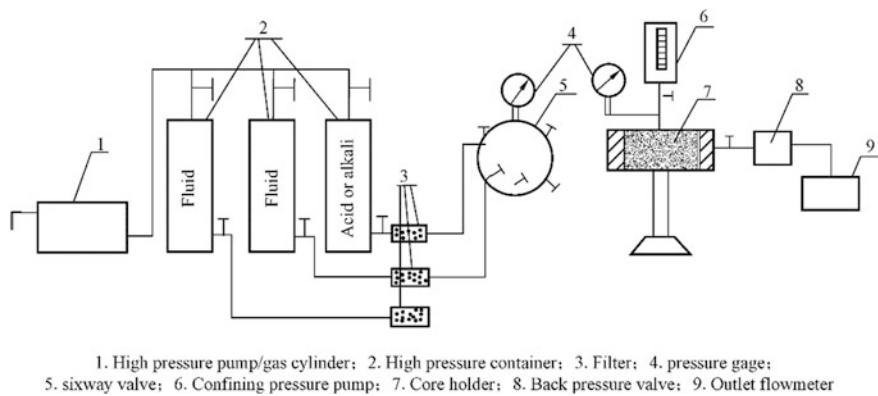 2
4
6
5
7
8
1
9
3
Fluid
Fluid
Acid or alkali
1. High pressure pump/gas cylinder; 2. High pressure container; 3. Filter; 4. pressure gage;
5. sixway valve; 6. Confining pressure pump; 7. Core holder; 8. Back pressure valve; 9. Outlet flowmeter